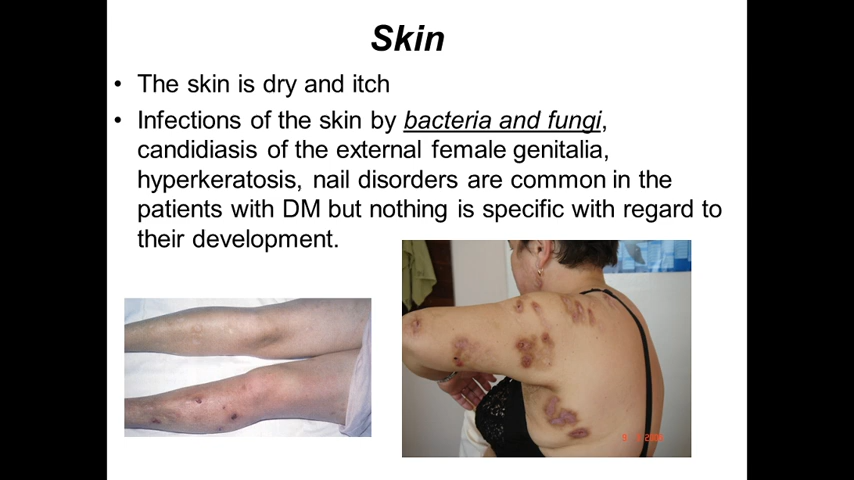 Skin
• The skin is dry and itch
• Infections of the skin by bacteria and fungi,
candidiasis of the external female genitalia,
hyperkeratosis, nail disorders are common in the
patients with DM but nothing is specific with regard to
their development.